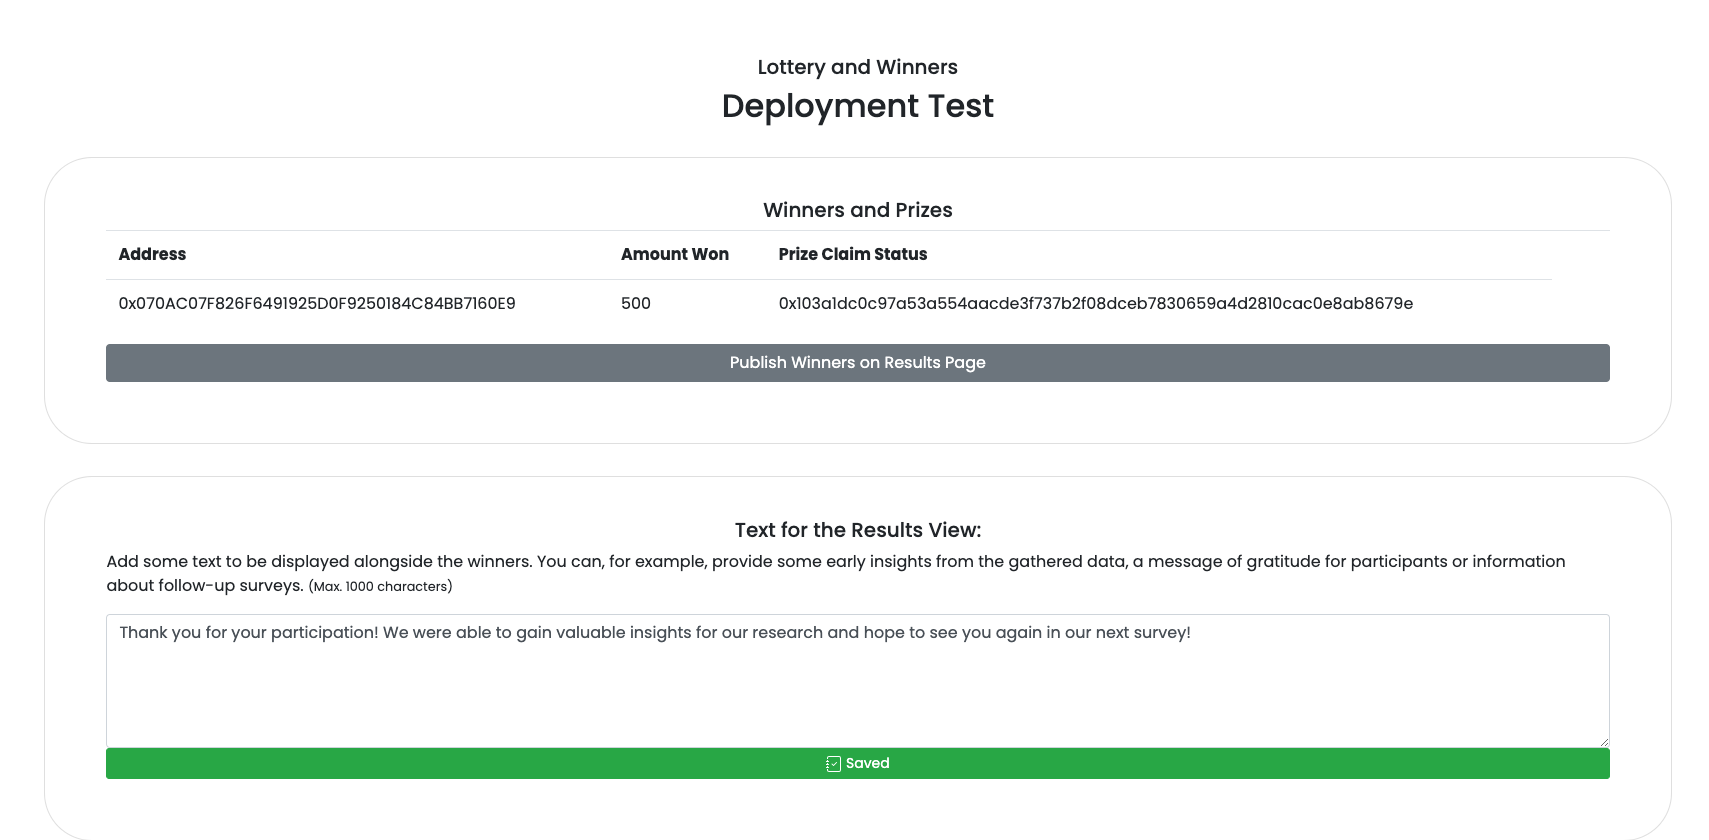 Lottery and Winners
Deployment Test
Winners and Prizes
Address Amount Won Prize Claim Status
0x070AC07F826F6491925D0F9250184C84BB7160E9 500 0x103a1dc0c97a53a554aacde3f737b2f08dceb7830659a4d2810cac0e8ab8679e
Publish Winners on Results Page
Text for the Results View:
Add some text to be displayed alongside the winners. You can, for example, provide some early insights from the gathered data, a message of gratitude for participants or information
about follow-up surveys. (Max. 1000 characters)
Thank you for your participation! We were able to gain valuable insights for our research and hope to see you again in our next survey!
Saved